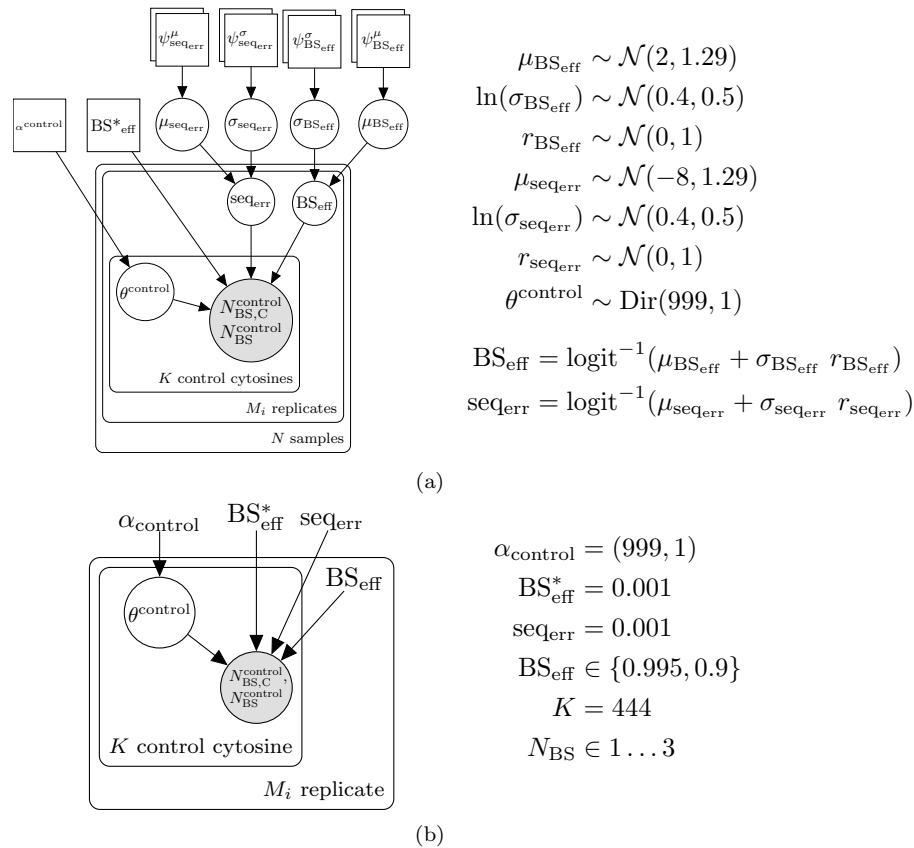 ψ^μ_seq_err ψ^σ_seq_err ψ^σ_BS_eff ψ^μ_BS_eff
α^control BS*_eff μ_seq_err σ_seq_err σ_BS_eff μ_BS_eff
seq_err BS_eff
θ^control
N^control_BS,C
N^control_BS
K control cytosines
M_i replicates
N samples
μ_BS_eff ∼ N(2, 1.29)
ln(σ_BS_eff) ∼ N(0.4, 0.5)
r_BS_eff ∼ N(0, 1)
μ_seq_err ∼ N(−8, 1.29)
ln(σ_seq_err) ∼ N(0.4, 0.5)
r_seq_err ∼ N(0, 1)
θ^control ∼ Dir(999, 1)
BS_eff = logit^−1(μ_BS_eff + σ_BS_eff r_BS_eff)
seq_err = logit^−1(μ_seq_err + σ_seq_err r_seq_err)
(a)
α_control BS*_eff seq_err
BS_eff
θ^control
N^control_BS,C,
N^control_BS
K control cytosine
M_i replicate
α_control = (999, 1)
BS*_eff = 0.001
seq_err = 0.001
BS_eff ∈ {0.995, 0.9}
K = 444
N_BS ∈ 1 . . . 3
(b)